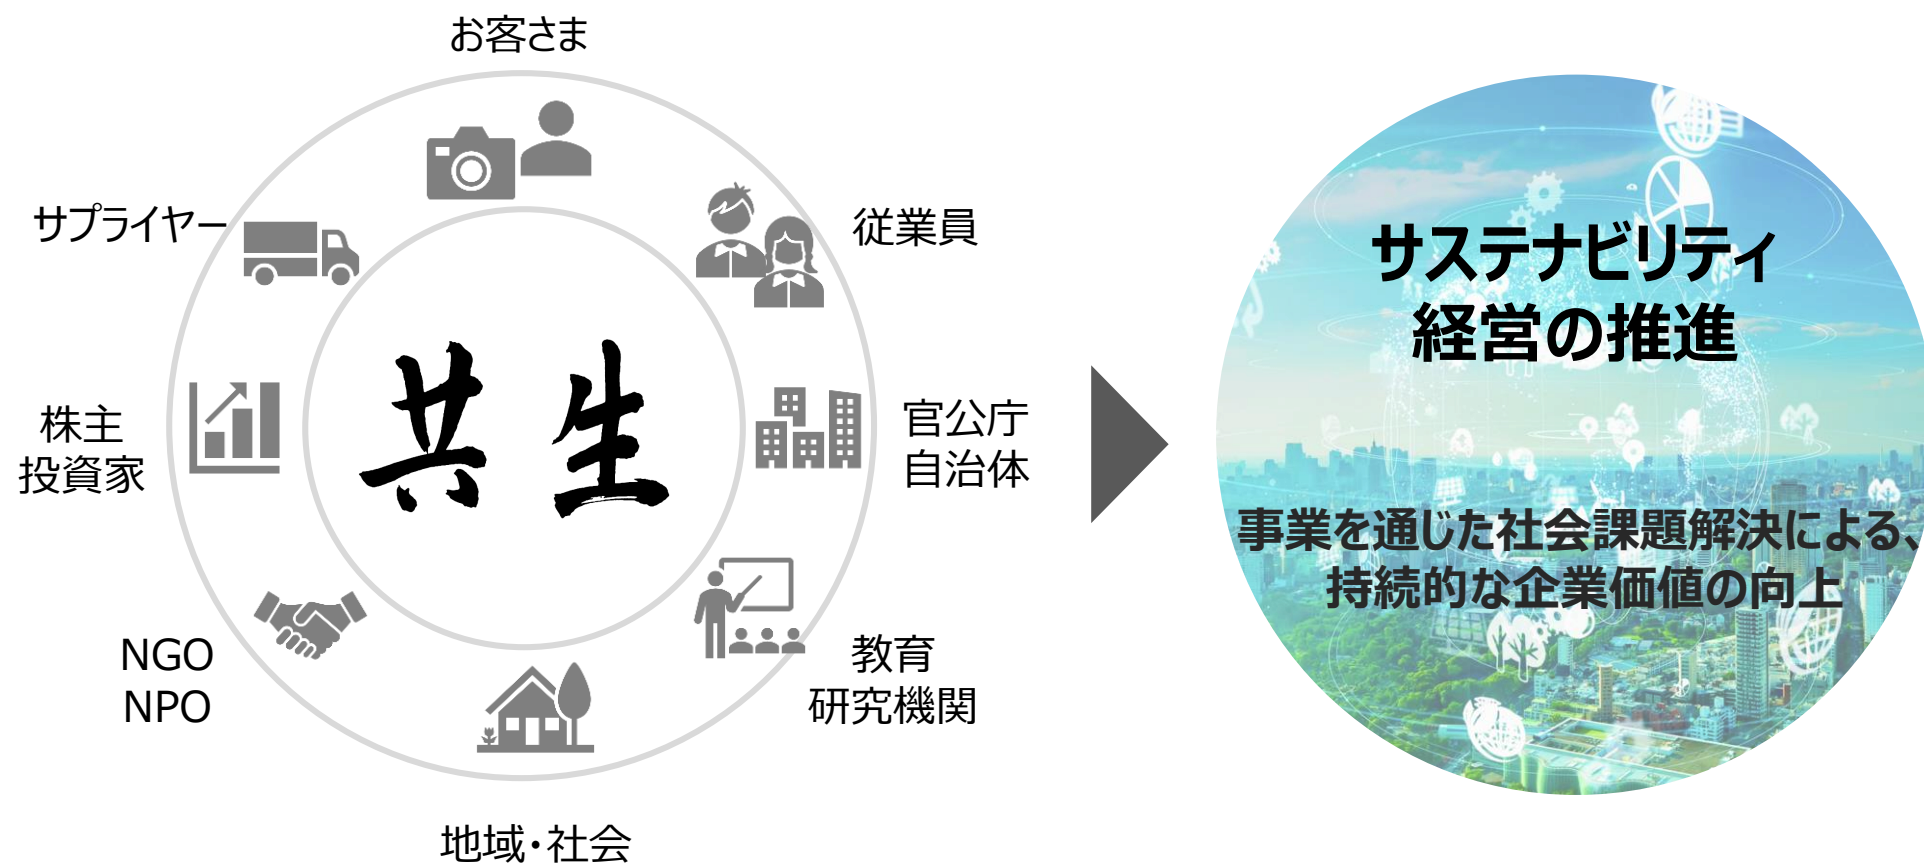 お客さま
サプライヤー
従業員
株主
投資家
共生
官公庁
自治体
NGO
NPO
教育
研究機関
地域・社会
サステナビリティ
経営の推進
事業を通じた社会課題解決による、
持続的な企業価値の向上